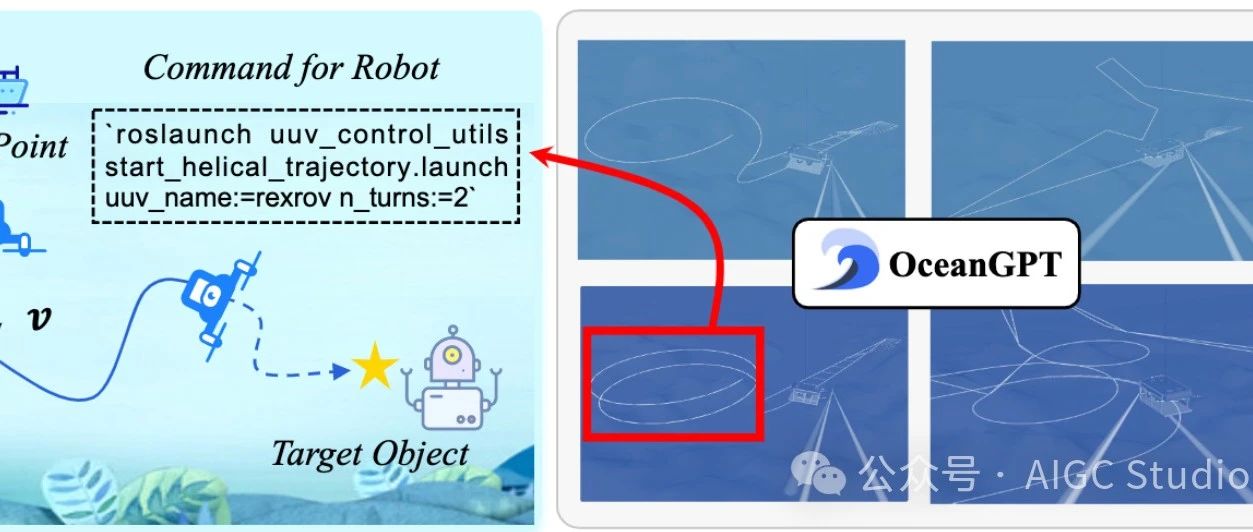 Command for Robot
`roslaunch uuv_control_utils
start_helical_trajectory.launch
uuv_name:=rexrov n_turns:=2`
Point
v
Target Object
OceanGPT
公众号 · AIGC Studio